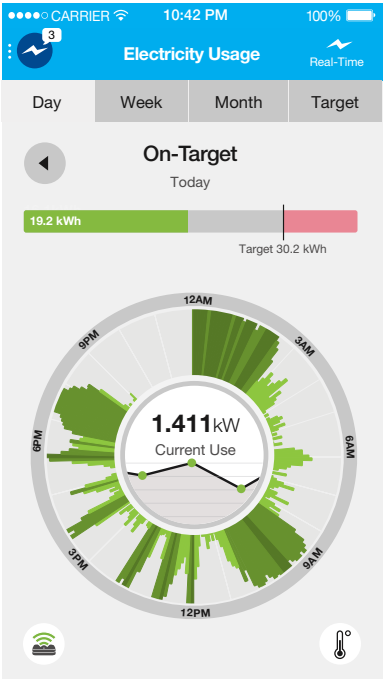 CARRIER 10:42 PM 100%
3
Electricity Usage
Real-Time
Day Week Month Target
On-Target
Today
19.2 kWh
Target 30.2 kWh
12AM
3AM
6AM
9AM
12PM
3PM
6PM
9PM
1.411kW
Current Use